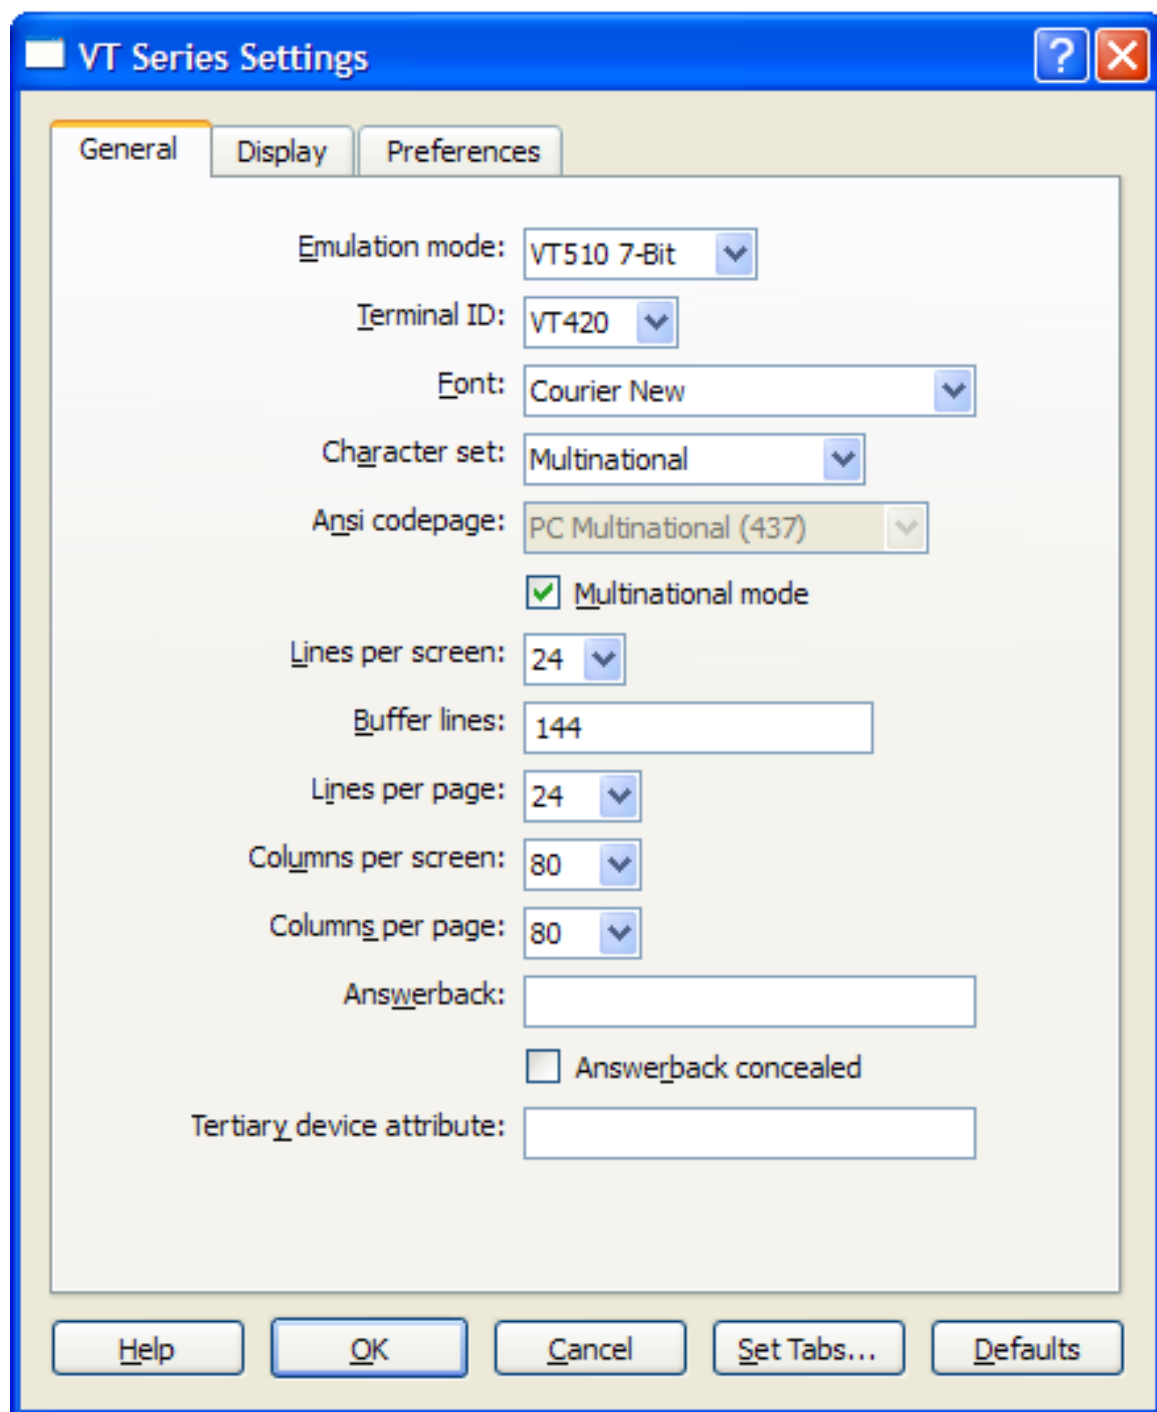 VT Series Settings
General Display Preferences
Emulation mode: VT510 7-Bit
Terminal ID: VT420
Font: Courier New
Character set: Multinational
Ansi codepage: PC Multinational (437)
Multinational mode
Lines per screen: 24
Buffer lines: 144
Lines per page: 24
Columns per screen: 80
Columns per page: 80
Answerback:
Answerback concealed
Tertiary device attribute:
Help OK Cancel Set Tabs... Defaults